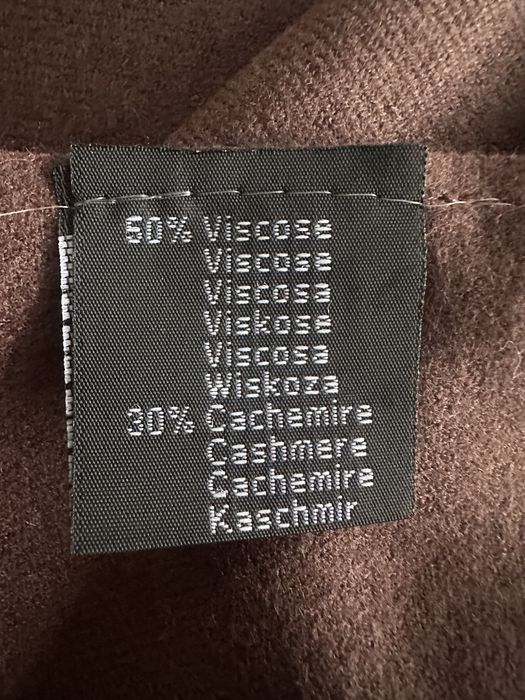 60% Viscose
Viscose
Viscosa
Viskose
Viscosa
Wiskoza
30% Cachemire
Cashmere
Cachemire
Kaschmir